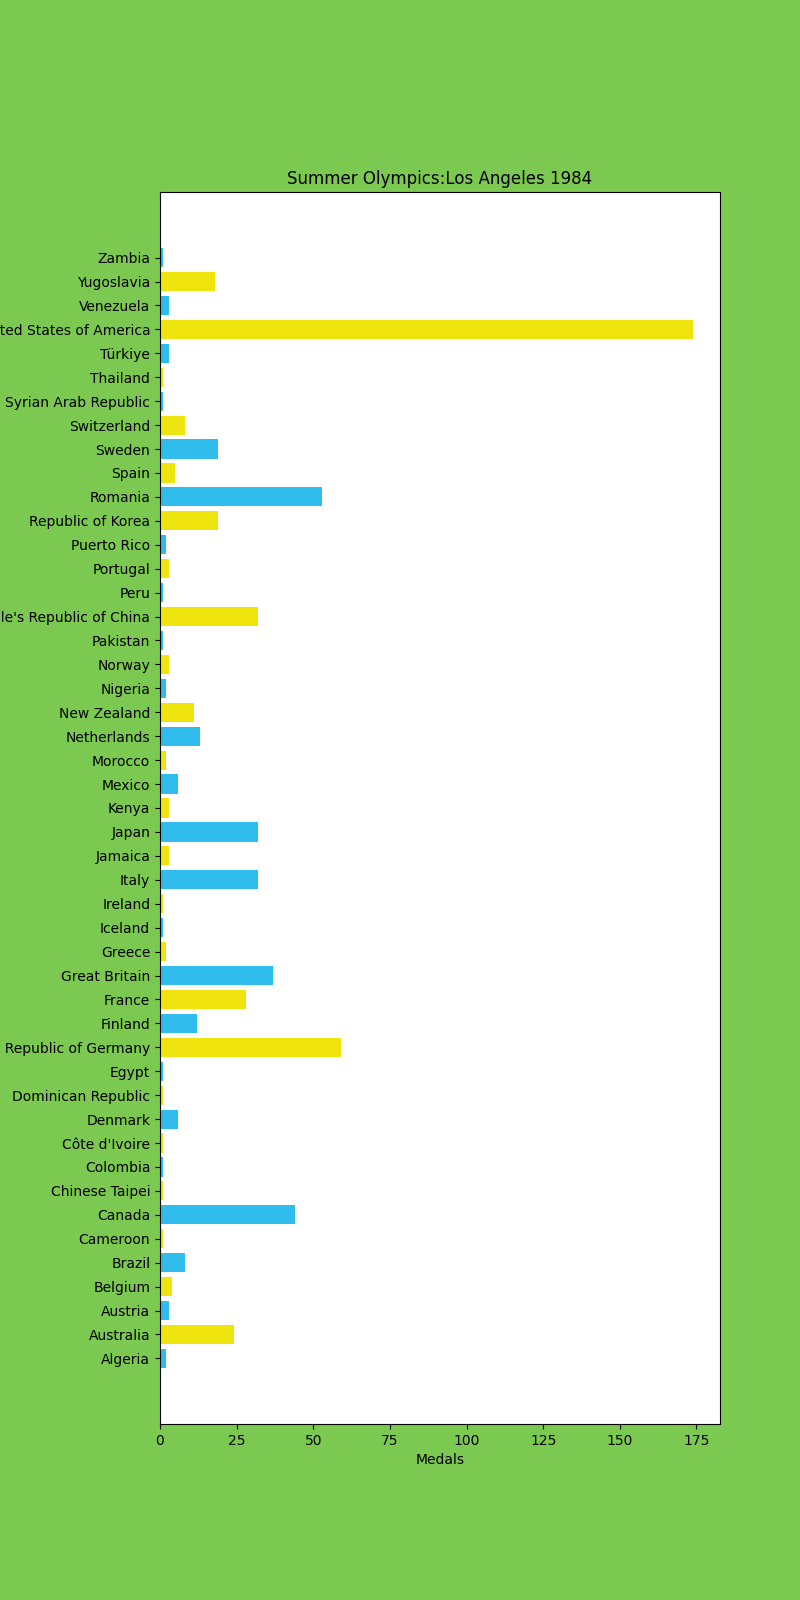 Summer Olympics:Los Angeles 1984
Zambia
Yugoslavia
Venezuela
ted States of America
Türkiye
Thailand
Syrian Arab Republic
Switzerland
Sweden
Spain
Romania
Republic of Korea
Puerto Rico
Portugal
Peru
le's Republic of China
Pakistan
Norway
Nigeria
New Zealand
Netherlands
Morocco
Mexico
Kenya
Japan
Jamaica
Italy
Ireland
Iceland
Greece
Great Britain
France
Finland
Republic of Germany
Egypt
Dominican Republic
Denmark
Côte d'Ivoire
Colombia
Chinese Taipei
Canada
Cameroon
Brazil
Belgium
Austria
Australia
Algeria
0 25 50 75 100 125 150 175
Medals